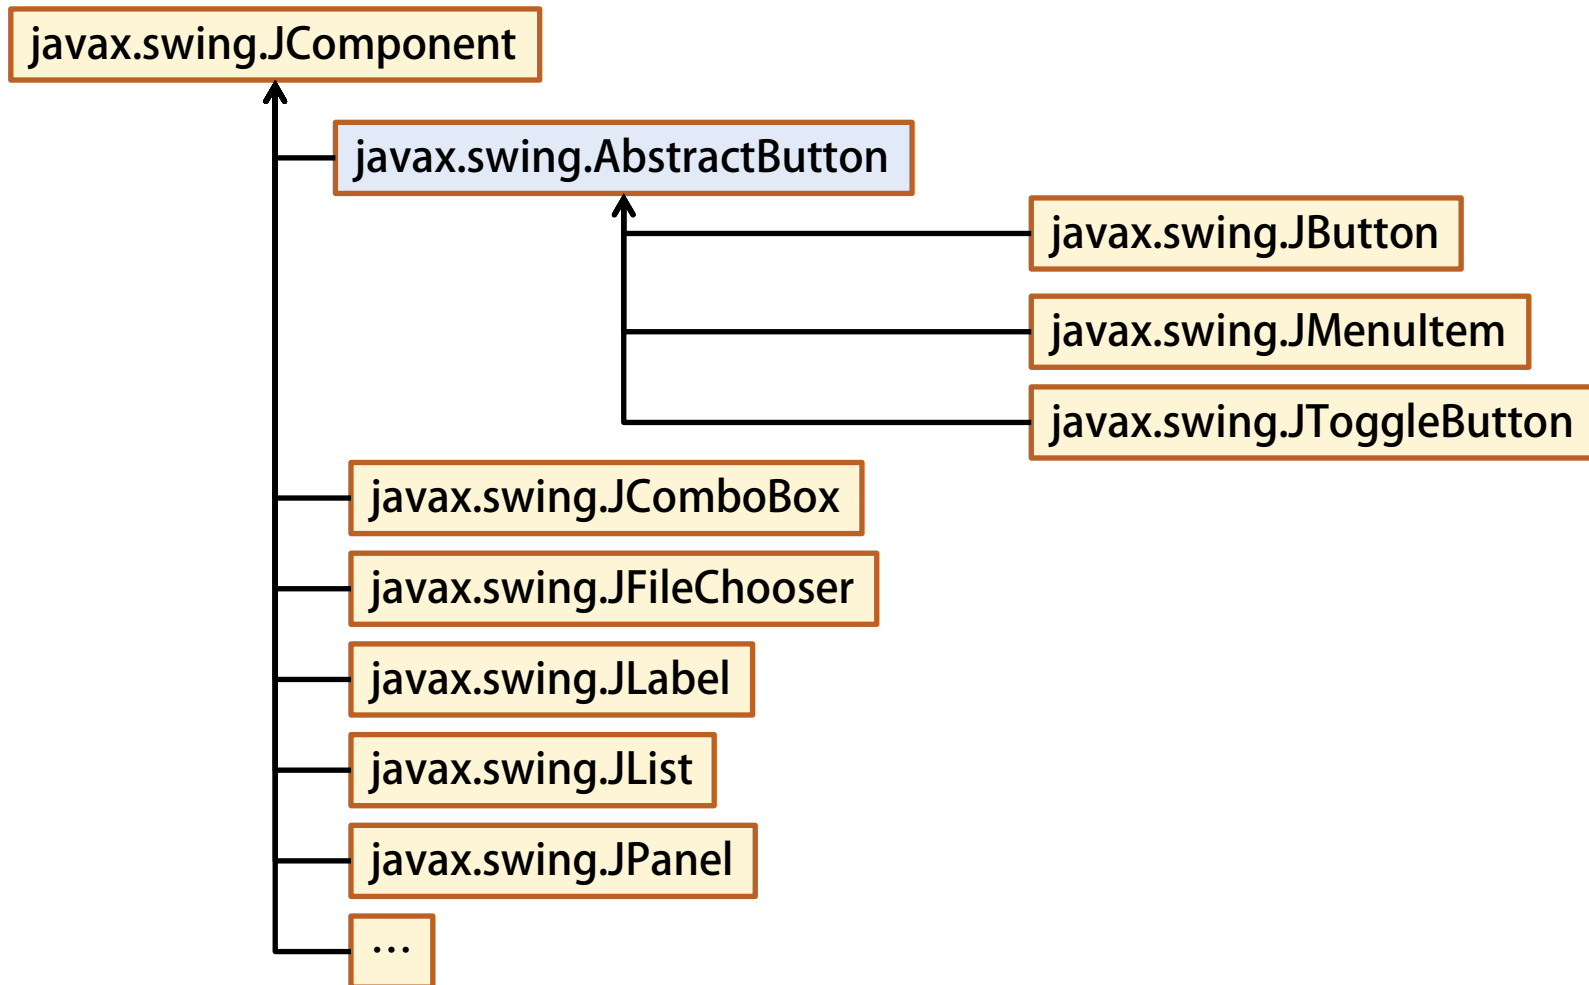 javax.swing.JComponent
javax.swing.AbstractButton
javax.swing.JButton
javax.swing.JMenuItem
javax.swing.JToggleButton
javax.swing.JComboBox
javax.swing.JFileChooser
javax.swing.JLabel
javax.swing.JList
javax.swing.JPanel
…